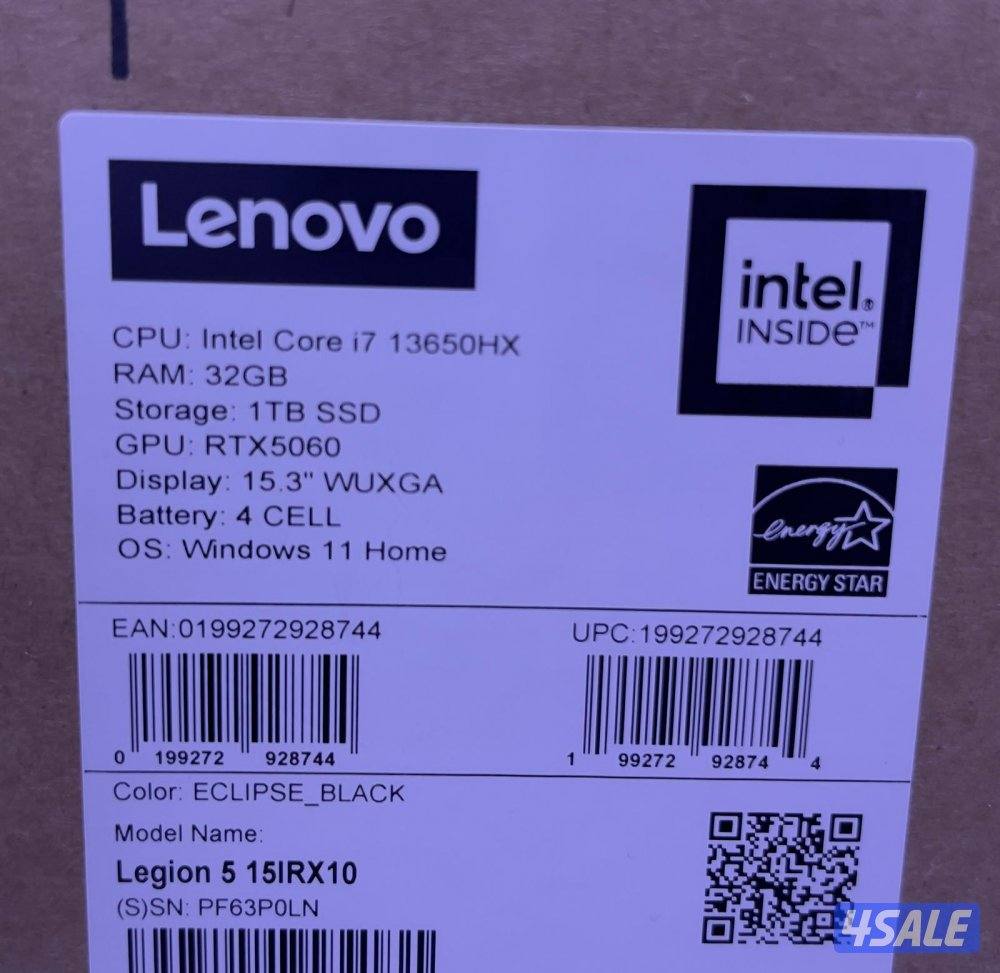 Lenovo
intel.
INSIDE™
CPU: Intel Core i7 13650HX
RAM: 32GB
Storage: 1TB SSD
GPU: RTX5060
Display: 15.3" WUXGA
Battery: 4 CELL
OS: Windows 11 Home
energy
ENERGY STAR
EAN:0199272928744
UPC:199272928744
0 199272 928744
1 99272 92874 4
Color: ECLIPSE_BLACK
Model Name:
Legion 5 15IRX10
(S)SN: PF63P0LN
4SALE